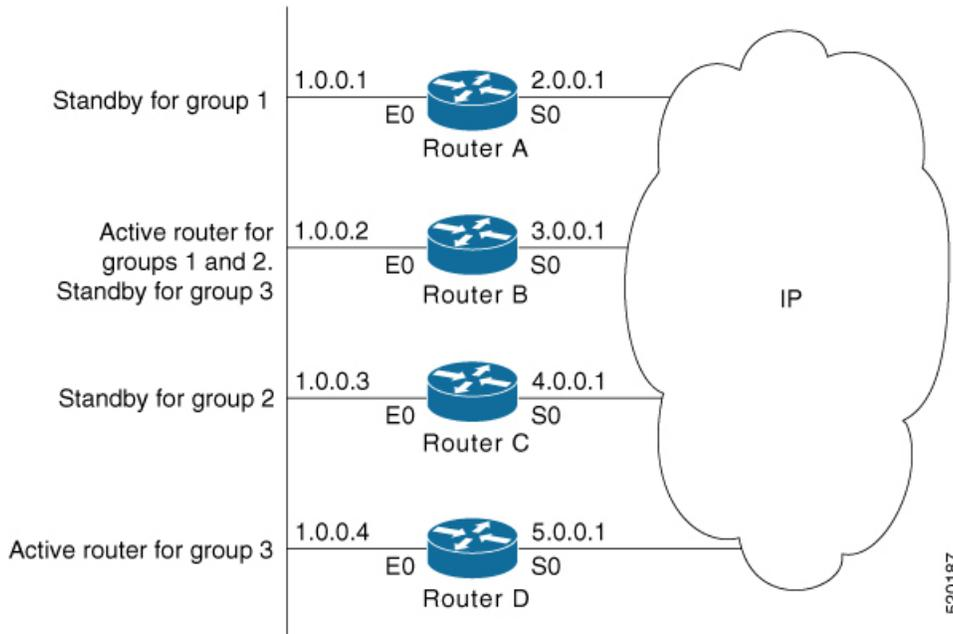 1.0.0.1
2.0.0.1
Standby for group 1
E0
S0
Router A
Active router for
groups 1 and 2.
Standby for group 3
1.0.0.2
3.0.0.1
E0
S0
Router B
IP
Standby for group 2
1.0.0.3
4.0.0.1
E0
S0
Router C
Active router for group 3
1.0.0.4
5.0.0.1
E0
S0
Router D
520187